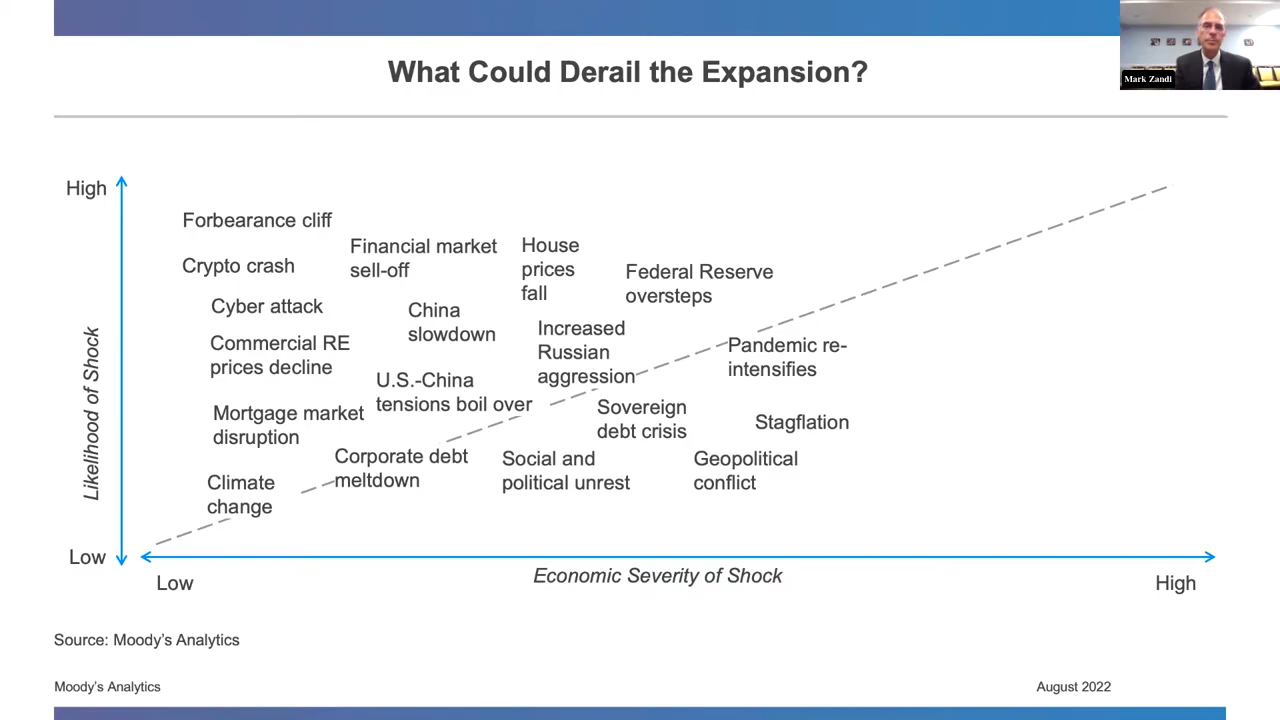 What Could Derail the Expansion?
Mark Zandi
High
Forbearance cliff
Financial market
sell-off
House
prices
fall
Crypto crash
Federal Reserve
oversteps
Cyber attack
China
slowdown
Increased
Russian
aggression
Commercial RE
prices decline
Pandemic re-
intensifies
U.S.-China
tensions boil over
Mortgage market
disruption
Sovereign
debt crisis
Stagflation
Corporate debt
meltdown
Social and
political unrest
Geopolitical
conflict
Climate
change
Likelihood of Shock
Low
Low
Economic Severity of Shock
High
Source: Moody's Analytics
Moody's Analytics
August 2022